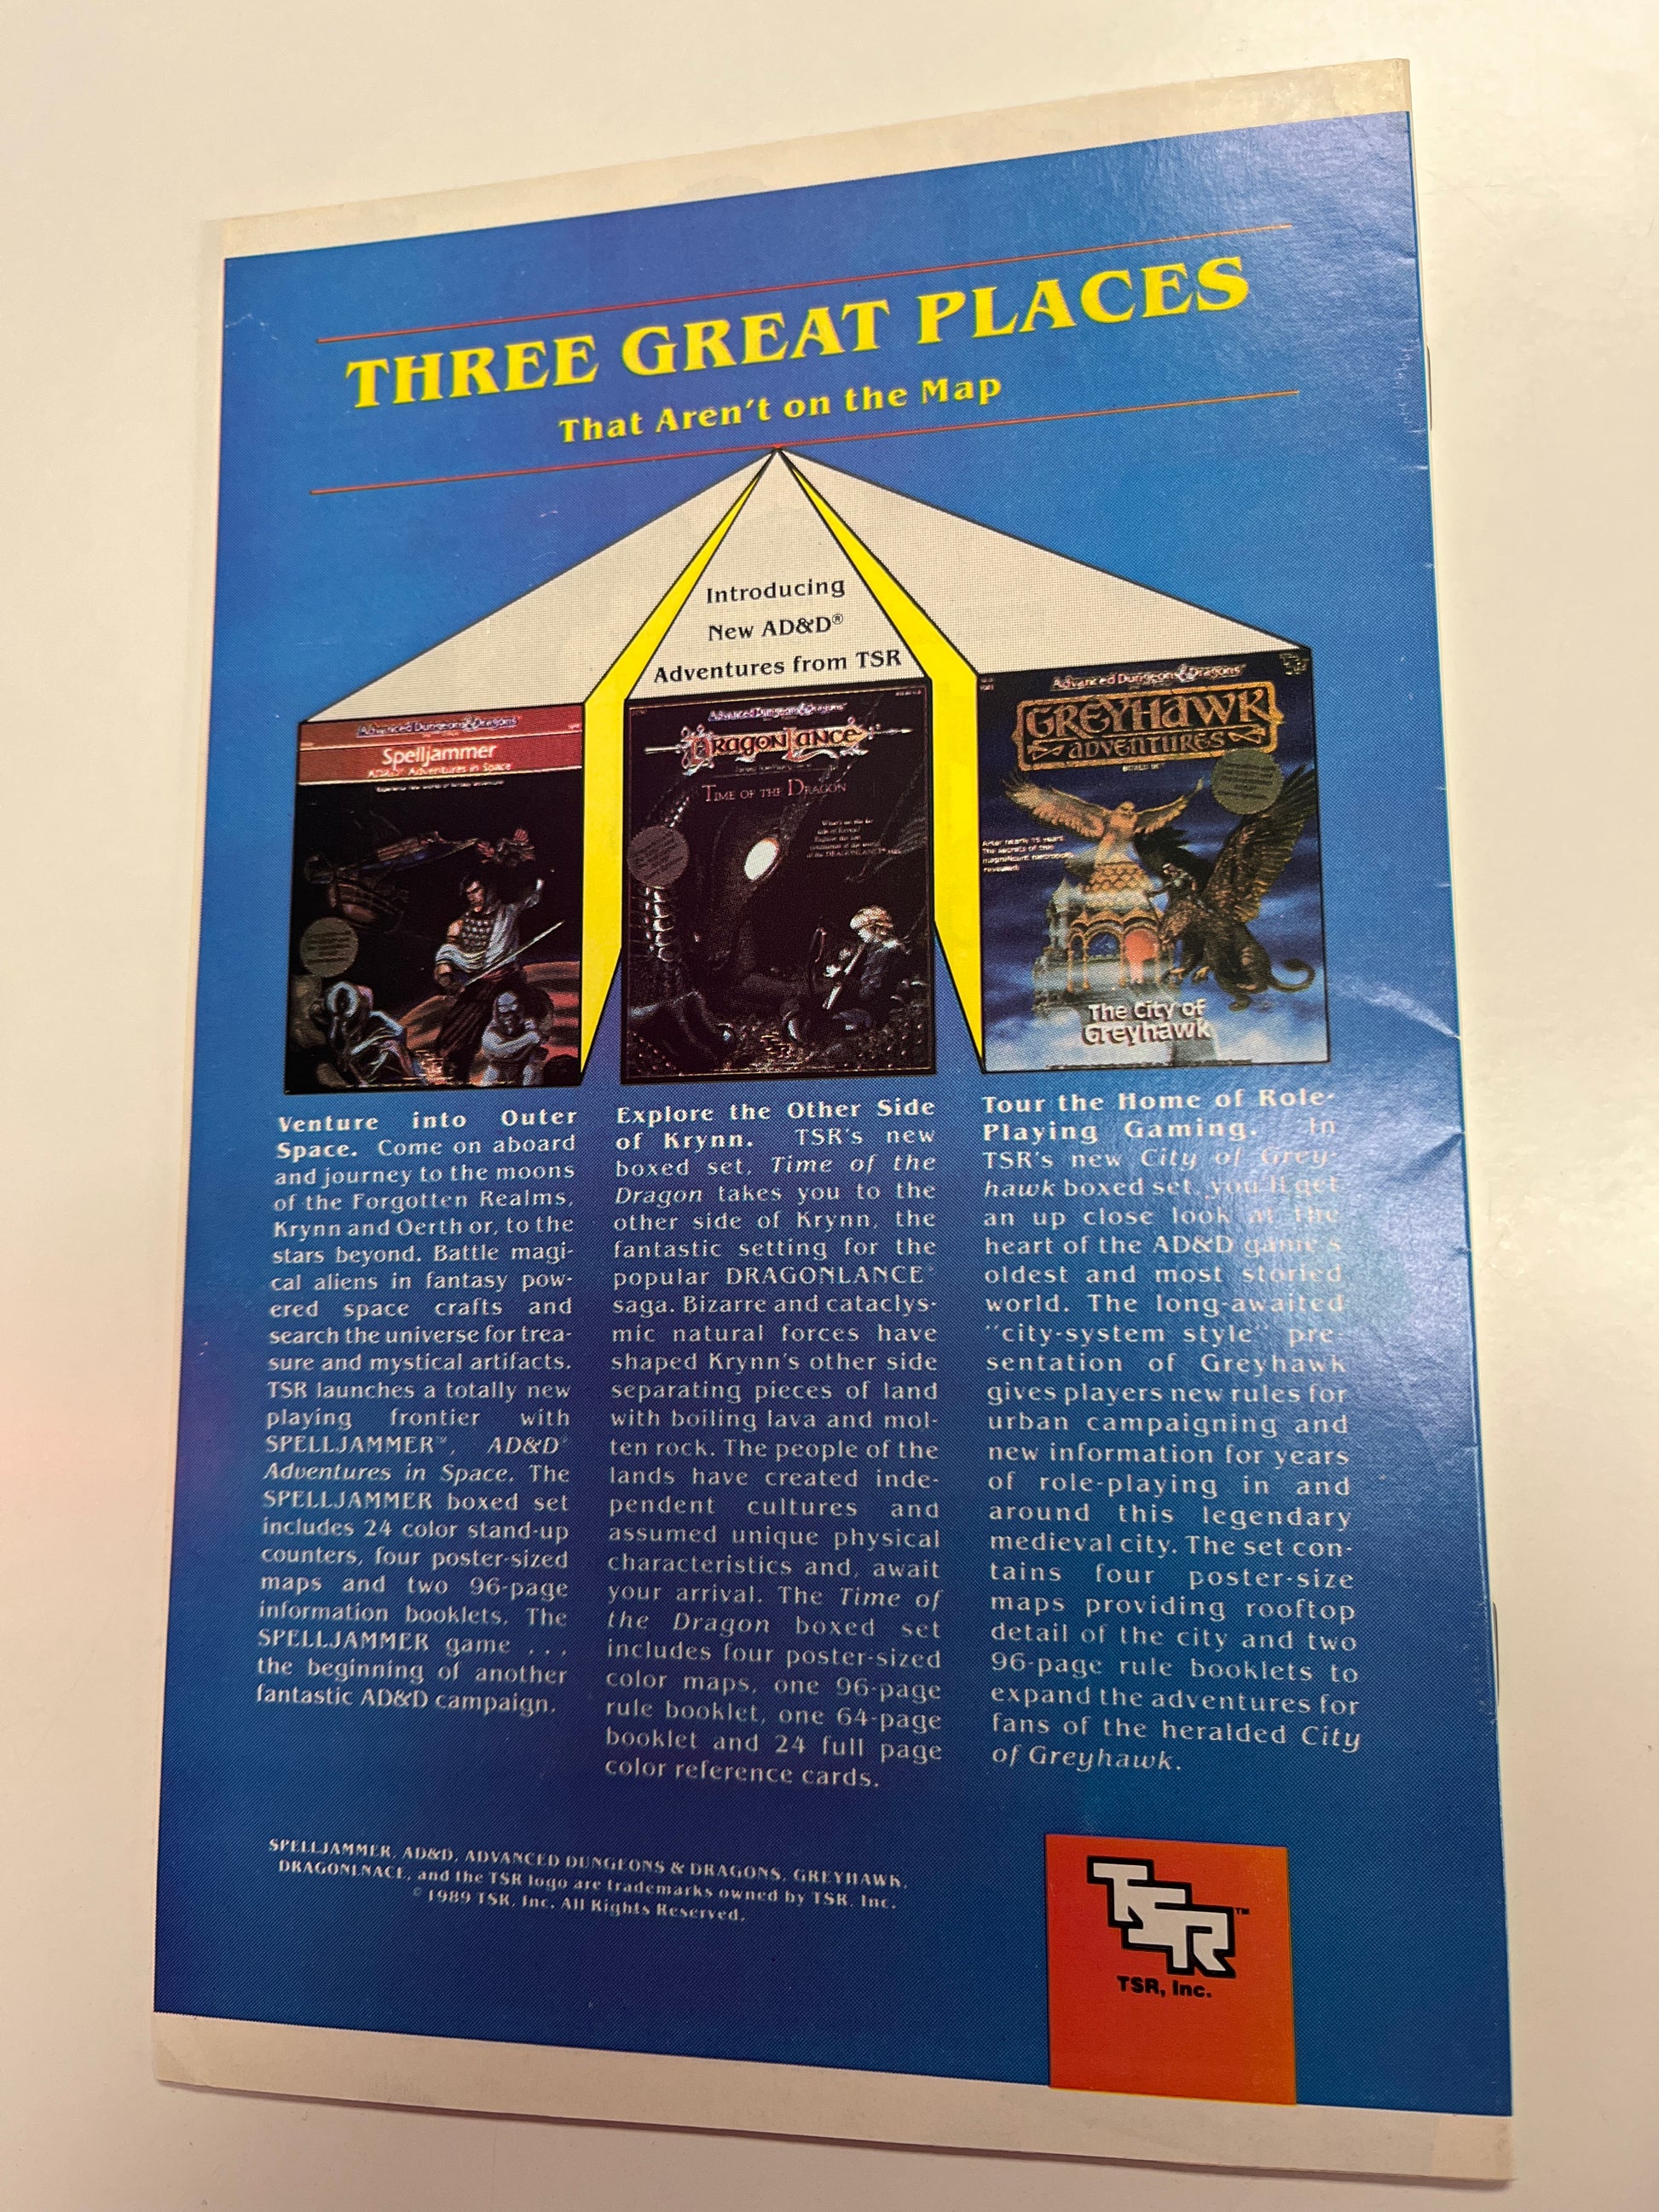 THREE GREAT PLACES
That Aren't on the Map
Introducing
New AD&D®
Adventures from TSR
Advanced Dungeons & Dragons
Spelljammer
AD&D® Adventures in Space
Advanced Dungeons & Dragons
DRAGONLANCE
TIME OF THE DRAGON
Advanced Dungeons & Dragons
GREYHAWK
ADVENTURES
BOXED SET
After nearly 15 years
The secrets of this
magnificent
revealed
The City of
Greyhawk
Venture into Outer
Space. Come on aboard
and journey to the moons
of the Forgotten Realms,
Krynn and Oerth or, to the
stars beyond. Battle magi-
cal aliens in fantasy pow-
ered space crafts and
search the universe for trea-
sure and mystical artifacts.
TSR launches a totally new
playing frontier with
SPELLJAMMER™, AD&D®
Adventures in Space. The
SPELLJAMMER boxed set
includes 24 color stand-up
counters, four poster-sized
maps and two 96-page
information booklets. The
SPELLJAMMER game . . .
the beginning of another
fantastic AD&D campaign.
Explore the Other Side
of Krynn. TSR's new
boxed set, Time of the
Dragon takes you to the
other side of Krynn, the
fantastic setting for the
popular DRAGONLANCE®
saga. Bizarre and cataclys-
mic natural forces have
shaped Krynn's other side
separating pieces of land
with boiling lava and mol-
ten rock. The people of the
lands have created inde-
pendent cultures and
assumed unique physical
characteristics and, await
your arrival. The Time of
the Dragon boxed set
includes four poster-sized
color maps, one 96-page
rule booklet, one 64-page
booklet and 24 full page
color reference cards.
Tour the Home of Role-
Playing Gaming. In
TSR's new City of Grey-
hawk boxed set, you'll get
an up close look at the
heart of the AD&D game's
oldest and most storied
world. The long-awaited
"city-system style" pre-
sentation of Greyhawk
gives players new rules for
urban campaigning and
new information for years
of role-playing in and
around this legendary
medieval city. The set con-
tains four poster-size
maps providing rooftop
detail of the city and two
96-page rule booklets to
expand the adventures for
fans of the heralded City
of Greyhawk.
SPELLJAMMER, AD&D, ADVANCED DUNGEONS & DRAGONS, GREYHAWK,
DRAGONLNACE, and the TSR logo are trademarks owned by TSR, Inc.
© 1989 TSR, Inc. All Rights Reserved.
TSR™
TSR, Inc.